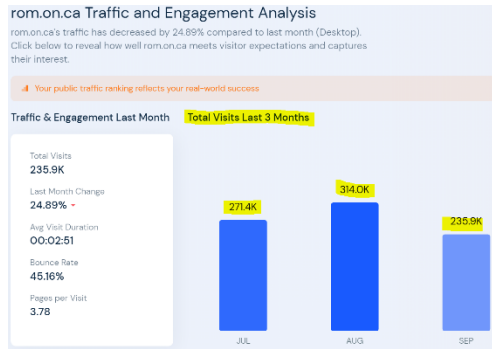 rom.on.ca Traffic and Engagement Analysis
rom.on.ca's traffic has decreased by 24.89% compared to last month (Desktop).
Click below to reveal how well rom.on.ca meets visitor expectations and captures
their interest.
Your public traffic ranking reflects your real-world success
Traffic & Engagement Last Month
Total Visits
235.9K
Last Month Change
24.89%
Avg Visit Duration
00:02:51
Bounce Rate
45.16%
Pages per Visit
3.78
Total Visits Last 3 Months
271.4K
314.0K
235.9K
JUL
AUG
SEP